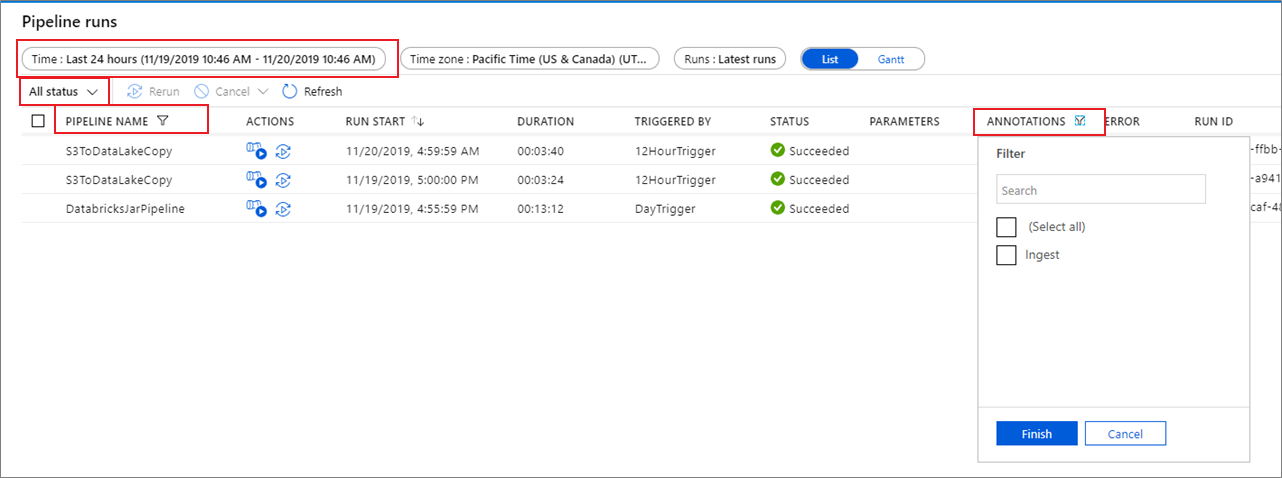 Pipeline runs
Time : Last 24 hours (11/19/2019 10:46 AM - 11/20/2019 10:46 AM) Time zone : Pacific Time (US & Canada) (UT... Runs : Latest runs List Gantt
All status Rerun Cancel Refresh
PIPELINE NAME ACTIONS RUN START DURATION TRIGGERED BY STATUS PARAMETERS ANNOTATIONS ERROR RUN ID
S3ToDataLakeCopy 11/20/2019, 4:59:59 AM 00:03:40 12HourTrigger Succeeded -ffbb-
S3ToDataLakeCopy 11/19/2019, 5:00:00 PM 00:03:24 12HourTrigger Succeeded -a941
DatabricksJarPipeline 11/19/2019, 4:55:59 PM 00:13:12 DayTrigger Succeeded caf-48
Filter
Search
(Select all)
Ingest
Finish Cancel